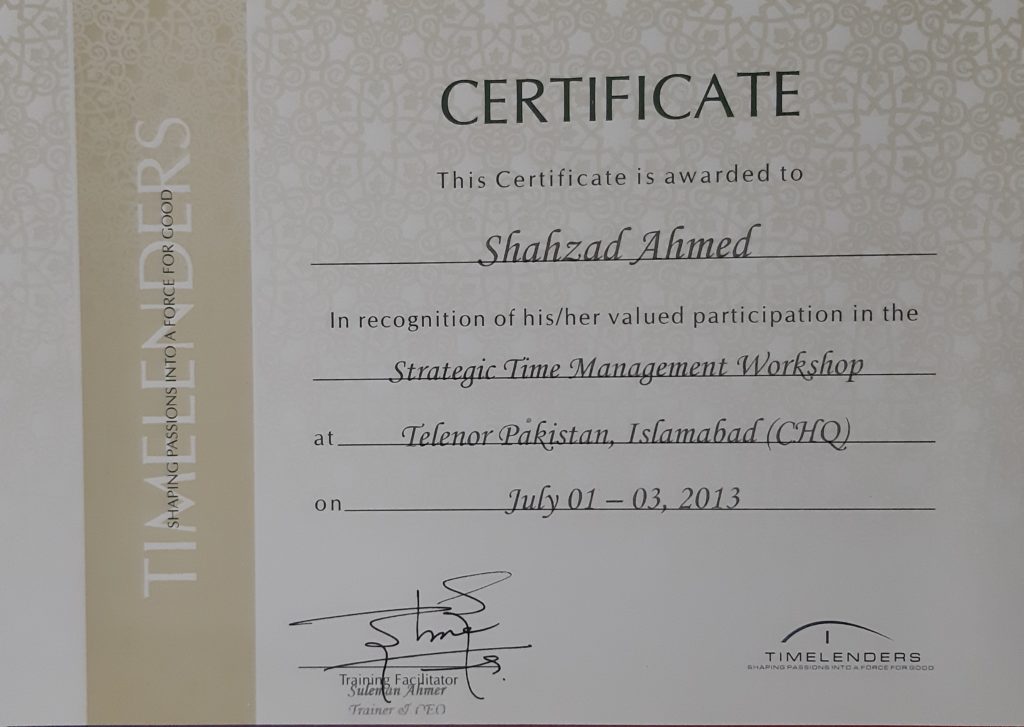 TIMELENDERS
SHAPING PASSIONS INTO A FORCE FOR GOOD
CERTIFICATE
This Certificate is awarded to
Shahzad Ahmed
In recognition of his/her valued participation in the
Strategic Time Management Workshop
at Telenor Pakistan, Islamabad (CHQ)
on July 01 – 03, 2013
Training Facilitator
Suleman Ahmer
Trainer & CEO
TIMELENDERS
SHAPING PASSIONS INTO A FORCE FOR GOOD